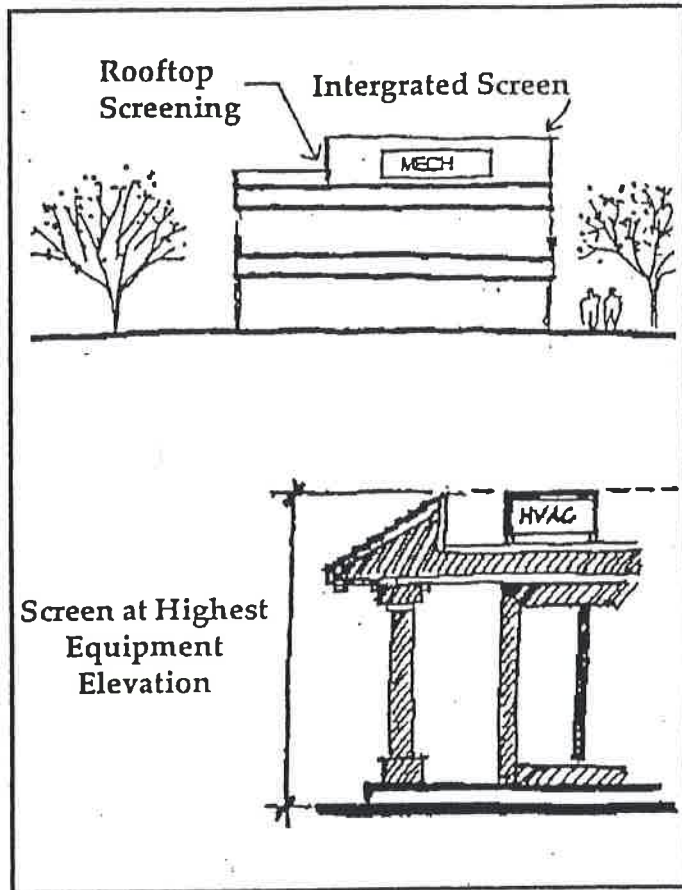 Rooftop
Screening
Intergrated Screen
MECH
HVAC
Screen at Highest
Equipment
Elevation